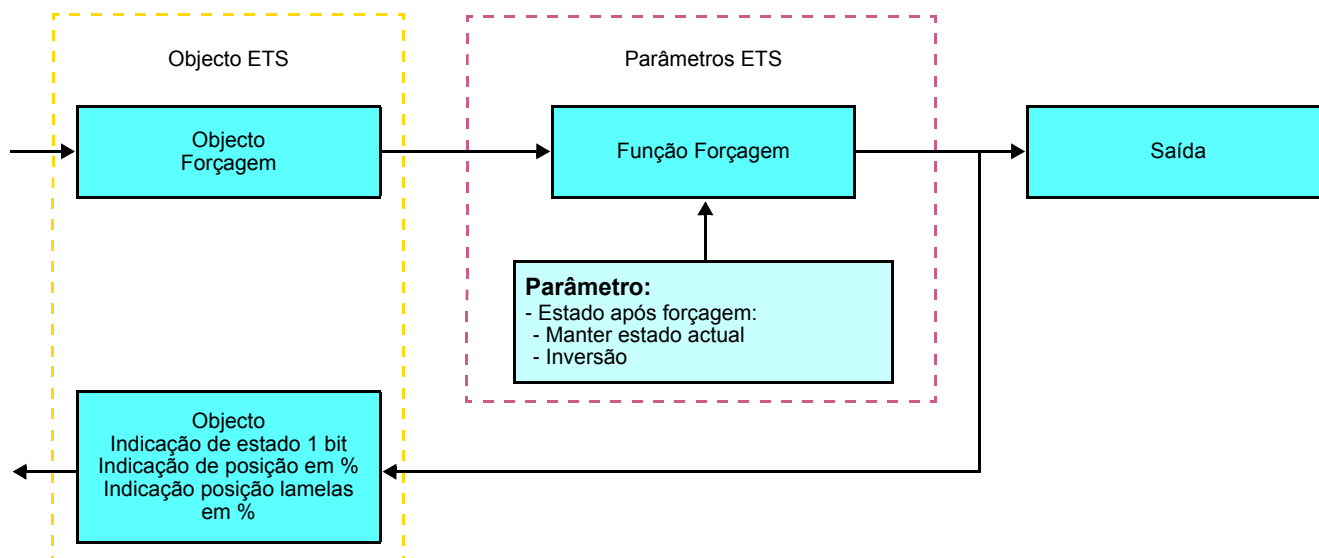 Objecto ETS
Parâmetros ETS
Objecto
Forçagem
Função Forçagem
Saída
Parâmetro:
- Estado após forçagem:
- Manter estado actual
- Inversão
Objecto
Indicação de estado 1 bit
Indicação de posição em %
Indicação posição lamelas
em %